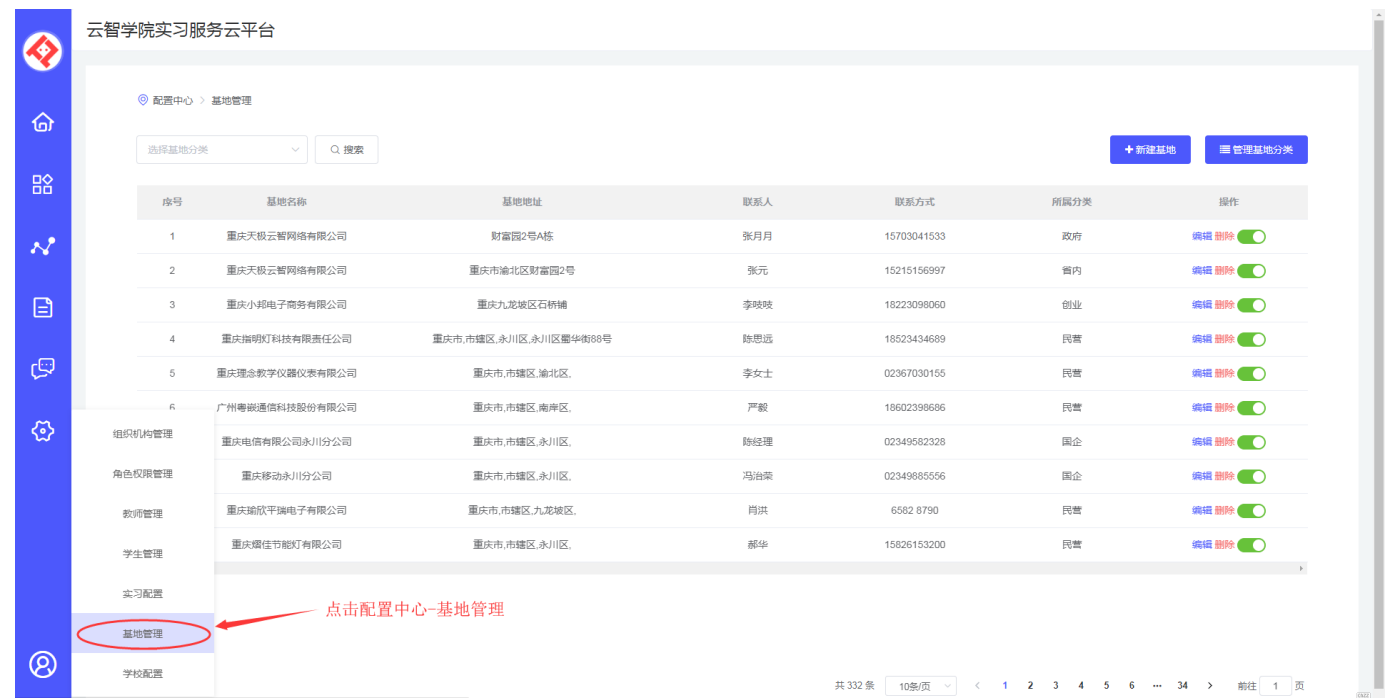 云智学院实习服务云平台
配置中心 > 基地管理
选择基地分类 搜索 +新建基地 管理基地分类
序号 基地名称 基地地址 联系人 联系方式 所属分类 操作
1 重庆天极云智网络有限公司 财富园2号A栋 张月月 15703041533 政府 编辑 删除
2 重庆天极云智网络有限公司 重庆市渝北区财富园2号 张元 15215156997 省内 编辑 删除
3 重庆小邦电子商务有限公司 重庆九龙坡区石桥铺 李吱吱 18223098060 创业 编辑 删除
4 重庆指明灯科技有限责任公司 重庆市,市辖区,永川区,永川区蜀华街88号 陈思远 18523434689 民营 编辑 删除
5 重庆理念教学仪器仪表有限公司 重庆市,市辖区,渝北区, 李女士 02367030155 民营 编辑 删除
6 广州粤嵌通信科技股份有限公司 重庆市,市辖区,南岸区, 严毅 18602398686 民营 编辑 删除
组织机构管理
重庆电信有限公司永川分公司 重庆市,市辖区,永川区, 陈经理 02349582328 国企 编辑 删除
角色权限管理
重庆移动永川分公司 重庆市,市辖区,永川区, 冯治荣 02349885556 国企 编辑 删除
教师管理
重庆瑜欣平瑞电子有限公司 重庆市,市辖区,九龙坡区, 肖洪 6582 8790 民营 编辑 删除
学生管理
重庆熠佳节能灯有限公司 重庆市,市辖区,永川区, 郝华 15826153200 民营 编辑 删除
实习配置
点击配置中心-基地管理
基地管理
学校配置
共 332 条 10条/页 < 1 2 3 4 5 6 ··· 34 > 前往 1 页